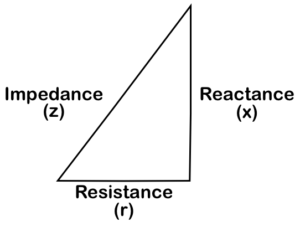 Impedance
(z)
Reactance
(x)
Resistance
(r)